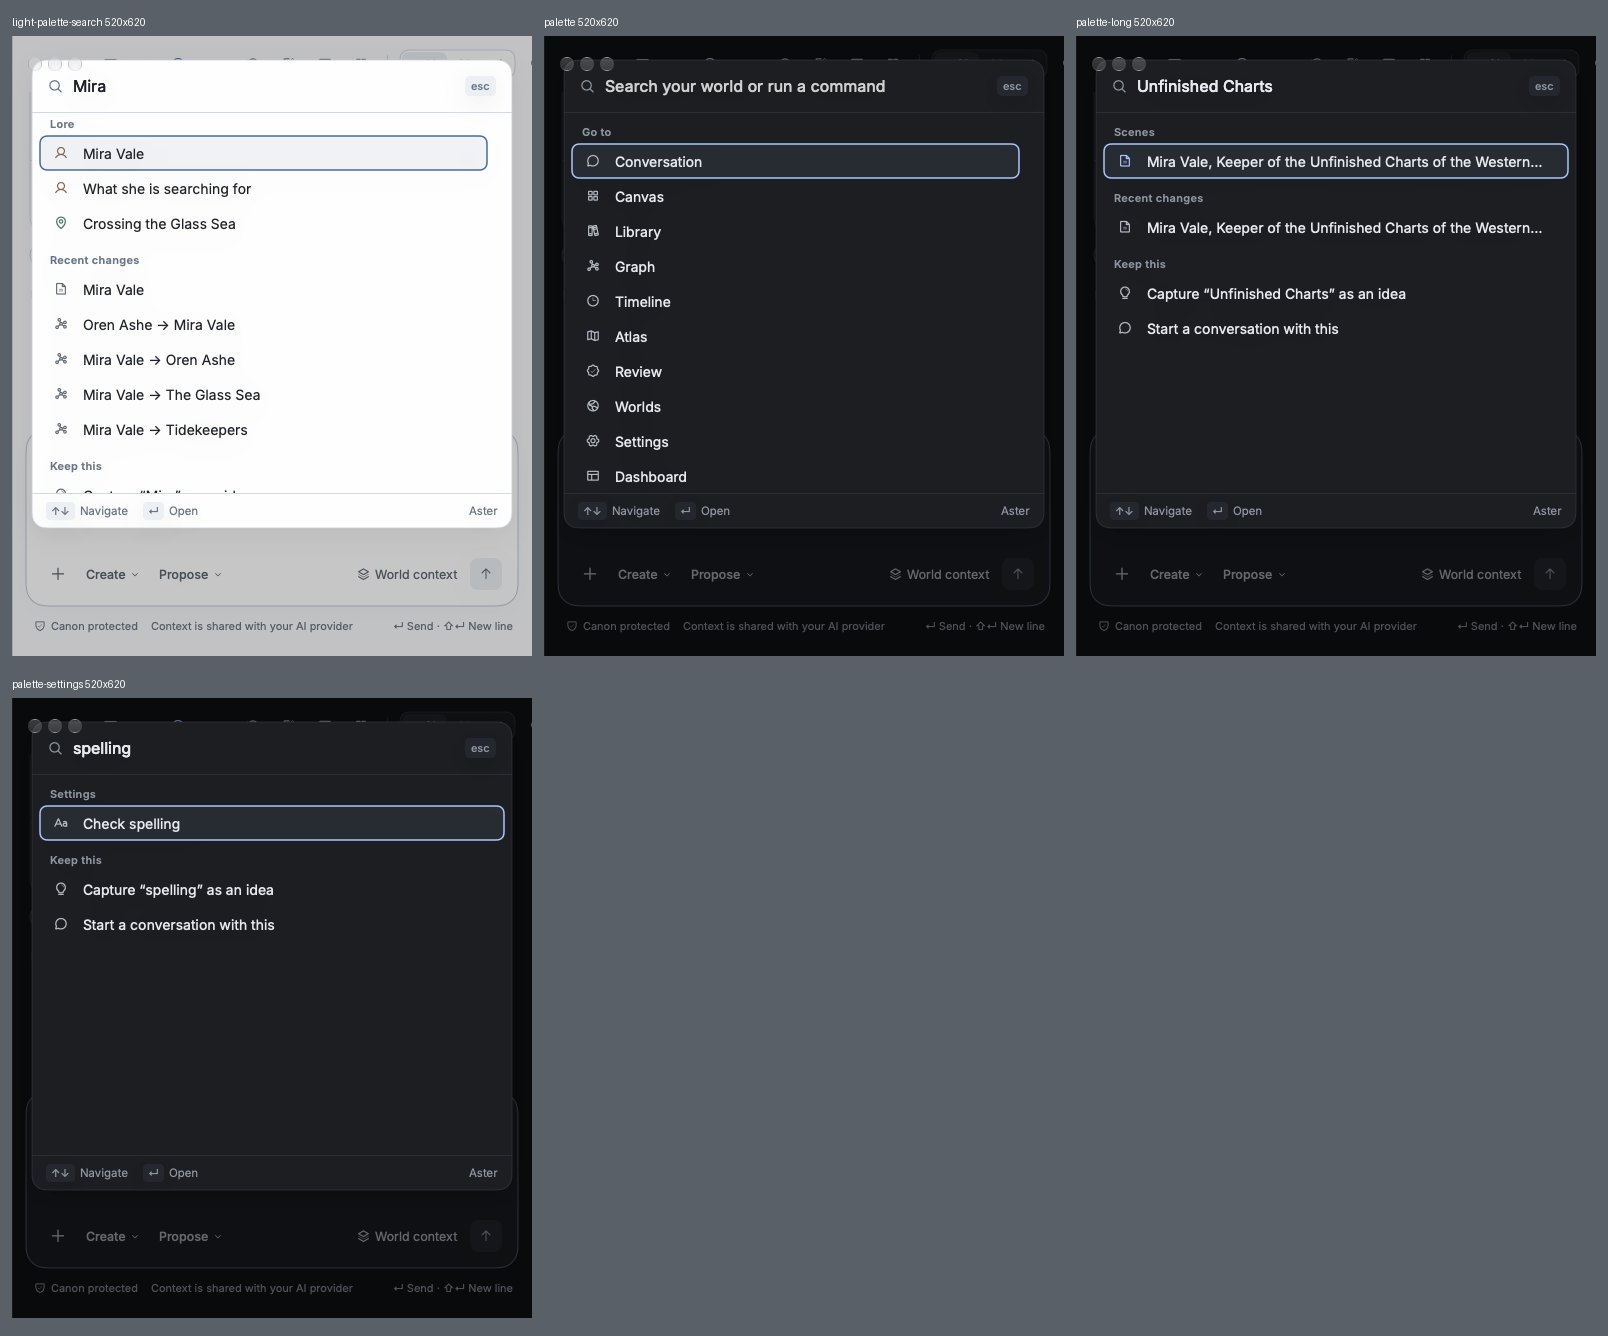 light-palette-search 520x620
Mira
esc
Lore
Mira Vale
What she is searching for
Crossing the Glass Sea
Recent changes
Mira Vale
Oren Ashe → Mira Vale
Mira Vale → Oren Ashe
Mira Vale → The Glass Sea
Mira Vale → Tidekeepers
Keep this
↑↓ Navigate ↵ Open Aster
+ Create Propose World context ↑
Canon protected Context is shared with your AI provider ↵ Send · ⇧↵ New line
palette 520x620
Search your world or run a command
esc
Go to
Conversation
Canvas
Library
Graph
Timeline
Atlas
Review
Worlds
Settings
Dashboard
↑↓ Navigate ↵ Open Aster
+ Create Propose World context ↑
Canon protected Context is shared with your AI provider ↵ Send · ⇧↵ New line
palette-long 520x620
Unfinished Charts
esc
Scenes
Mira Vale, Keeper of the Unfinished Charts of the Western...
Recent changes
Mira Vale, Keeper of the Unfinished Charts of the Western...
Keep this
Capture “Unfinished Charts” as an idea
Start a conversation with this
↑↓ Navigate ↵ Open Aster
+ Create Propose World context ↑
Canon protected Context is shared with your AI provider ↵ Send · ⇧↵ New line
palette-settings 520x620
spelling
esc
Settings
Aa Check spelling
Keep this
Capture “spelling” as an idea
Start a conversation with this
↑↓ Navigate ↵ Open Aster
+ Create Propose World context ↑
Canon protected Context is shared with your AI provider ↵ Send · ⇧↵ New line